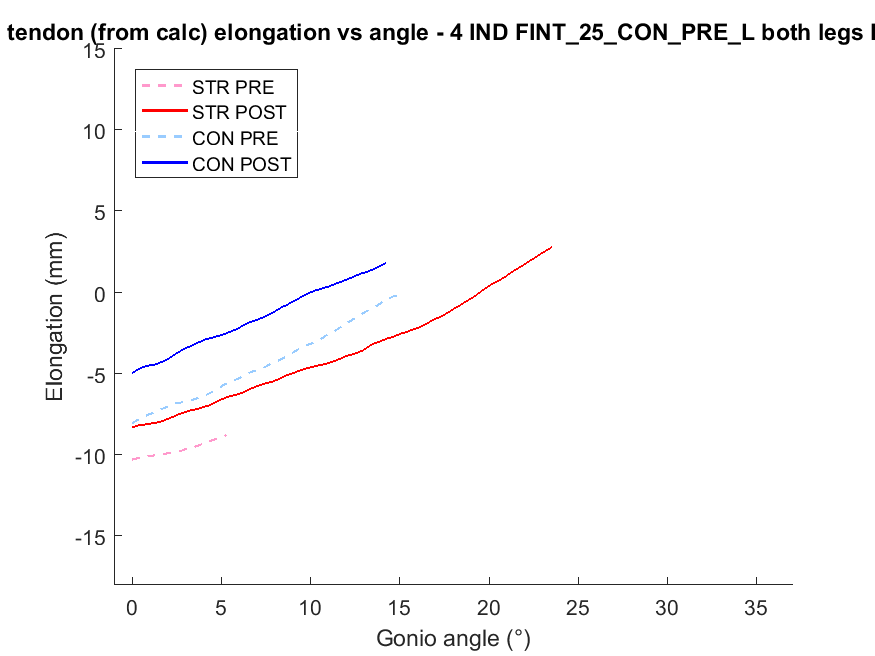 tendon (from calc) elongation vs angle - 4 IND FINT_25_CON_PRE_L both legs
15
10
5
0
-5
-10
-15
Elongation (mm)
STR PRE
STR POST
CON PRE
CON POST
0 5 10 15 20 25 30 35
Gonio angle (°)